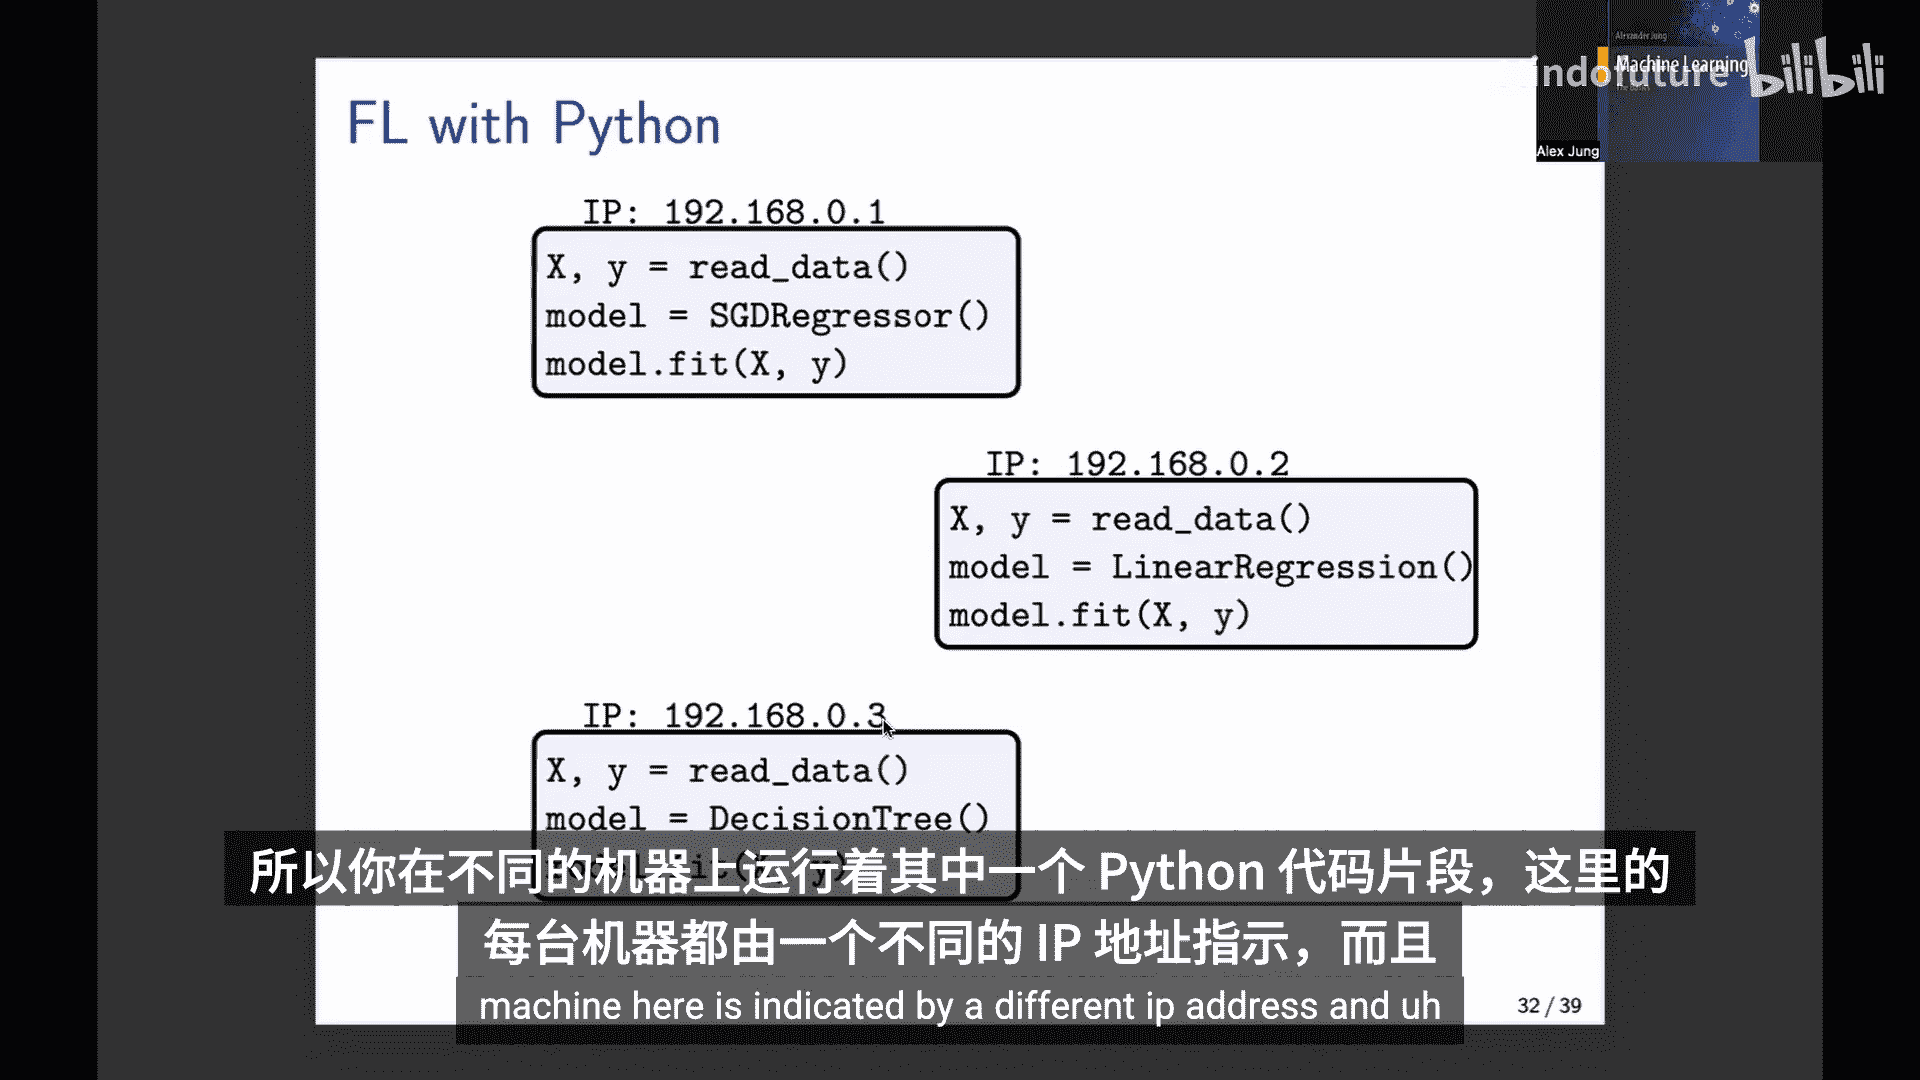 FL with Python
IP: 192.168.0.1
X, y = read_data()
model = SGDRegressor()
model.fit(X, y)
IP: 192.168.0.2
X, y = read_data()
model = LinearRegression()
model.fit(X, y)
IP: 192.168.0.3
X, y = read_data()
model = DecisionTree()
所以你在不同的机器上运行着其中一个 Python 代码片段，这里的
每台机器都由一个不同的 IP 地址指示，而且
machine here is indicated by a different ip address and uh
32 / 39
Alexander Jung
Machine Learning
indofuture
bilibili
Alex Jung